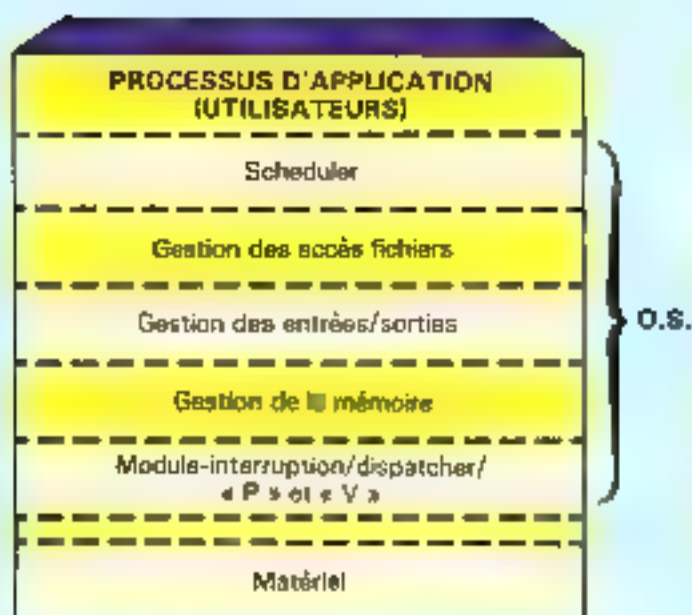 PROCESSUS D'APPLICATION
(UTILISATEURS)
Scheduler
Gestion des accès fichiers
Gestion des entrées/sorties
O.S.
Gestion de la mémoire
Module-interruption/dispatcher/
« P » et « V »
Matériel